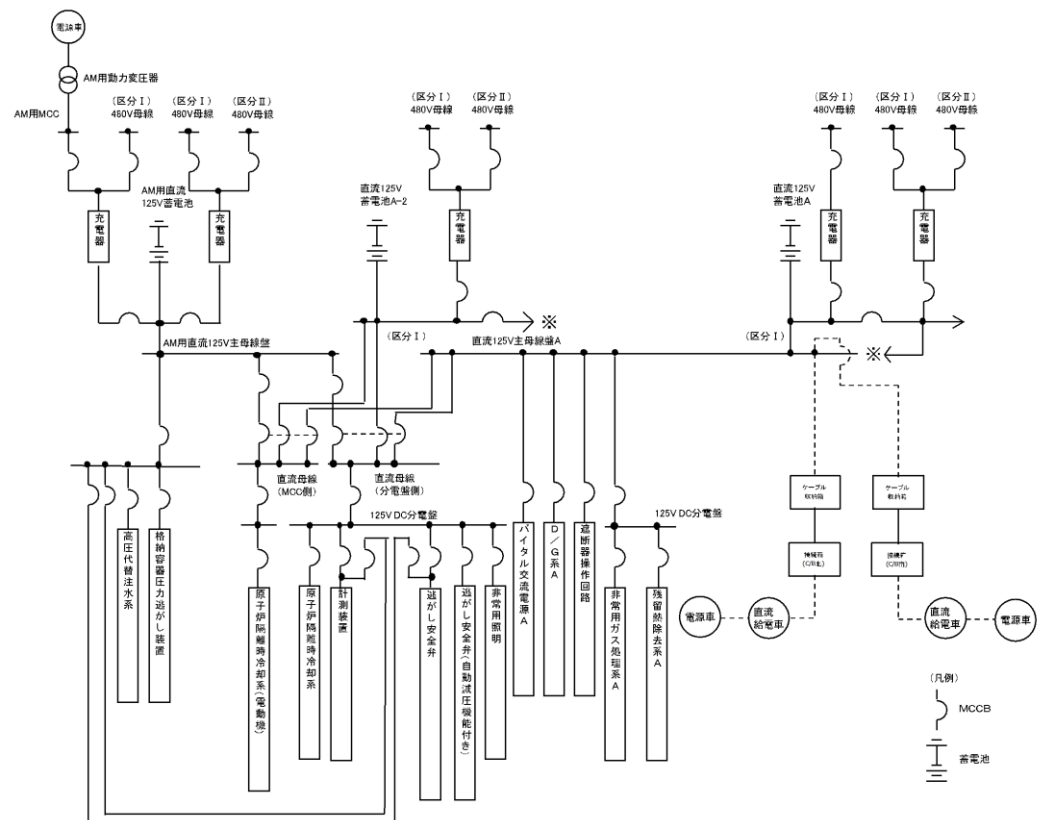 電源車
AM用動力変圧器
AM用MCC
(区分Ⅰ)
480V母線
(区分Ⅰ)
480V母線
(区分Ⅱ)
480V母線
(区分Ⅰ)
480V母線
(区分Ⅱ)
480V母線
(区分Ⅰ)
480V母線
(区分Ⅰ)
480V母線
(区分Ⅱ)
480V母線
充電器
AM用直流
125V蓄電池
充電器
直流125V
蓄電池A-2
充電器
直流125V
蓄電池A
充電器
充電器
※
AM用直流125V主母線盤
(区分Ⅰ)
直流125V主母線盤A
(区分Ⅰ)
※
直流母線
(MCC側)
直流母線
(分電盤側)
125V DC分電盤
125V DC分電盤
高圧代替注水系
格納容器圧力逃がし装置
原子炉隔離時冷却系(電動機)
原子炉隔離時冷却系
計測装置
逃がし安全弁
逃がし安全弁(自動減圧機能付き)
非常用照明
バイタル交流電源A
D/G系A
遮断器操作回路
非常用ガス処理系A
残留熱除去系A
ケーブル
収納箱
ケーブル
収納箱
電源車
直流
給電車
直流
給電車
電源車
(凡例)
MCCB
蓄電池